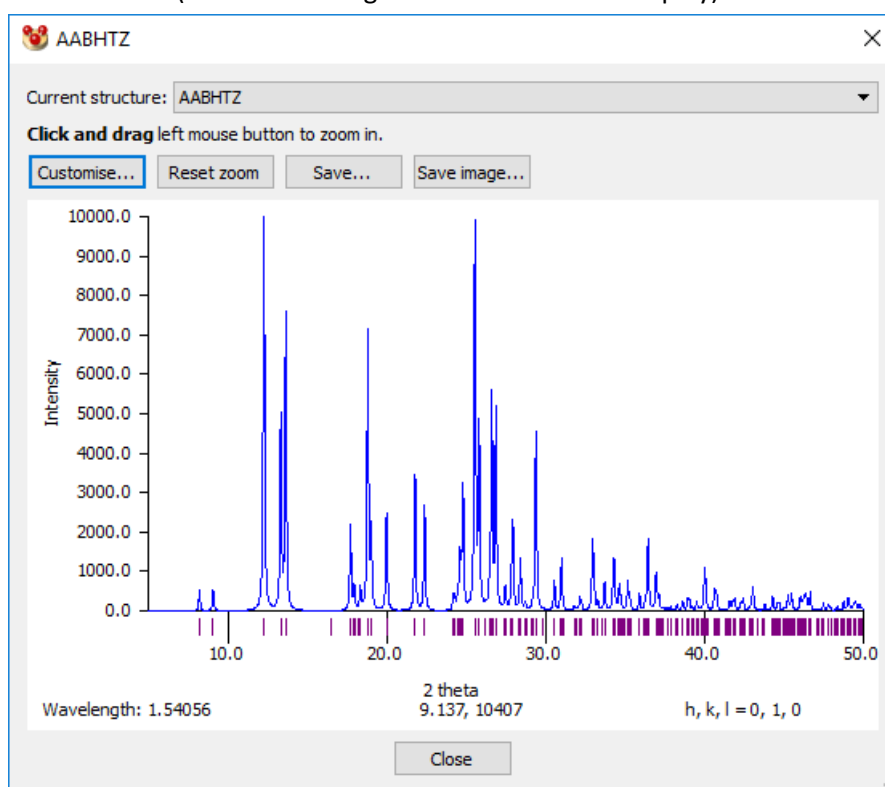 AABHTZ
Current structure: AABHTZ
Click and drag left mouse button to zoom in.
Customise... Reset zoom Save... Save image...
10000.0
9000.0
8000.0
7000.0
6000.0
5000.0
4000.0
3000.0
2000.0
1000.0
0.0
Intensity
10.0 20.0 30.0 40.0 50.0
2 theta
Wavelength: 1.54056 9.137, 10407 h, k, l = 0, 1, 0
Close